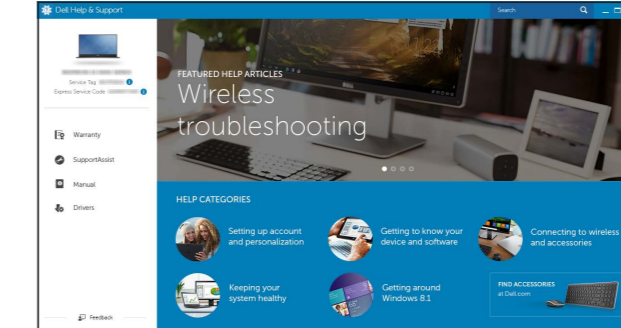 Dell Help & Support
Search
Service Tag
Express Service Code
Warranty
SupportAssist
Manual
Drivers
Feedback
FEATURED HELP ARTICLES
Wireless
troubleshooting
HELP CATEGORIES
Setting up account
and personalization
Getting to know your
device and software
Connecting to wireless
and accessories
Keeping your
system healthy
Getting around
Windows 8.1
FIND ACCESSORIES
at Dell.com